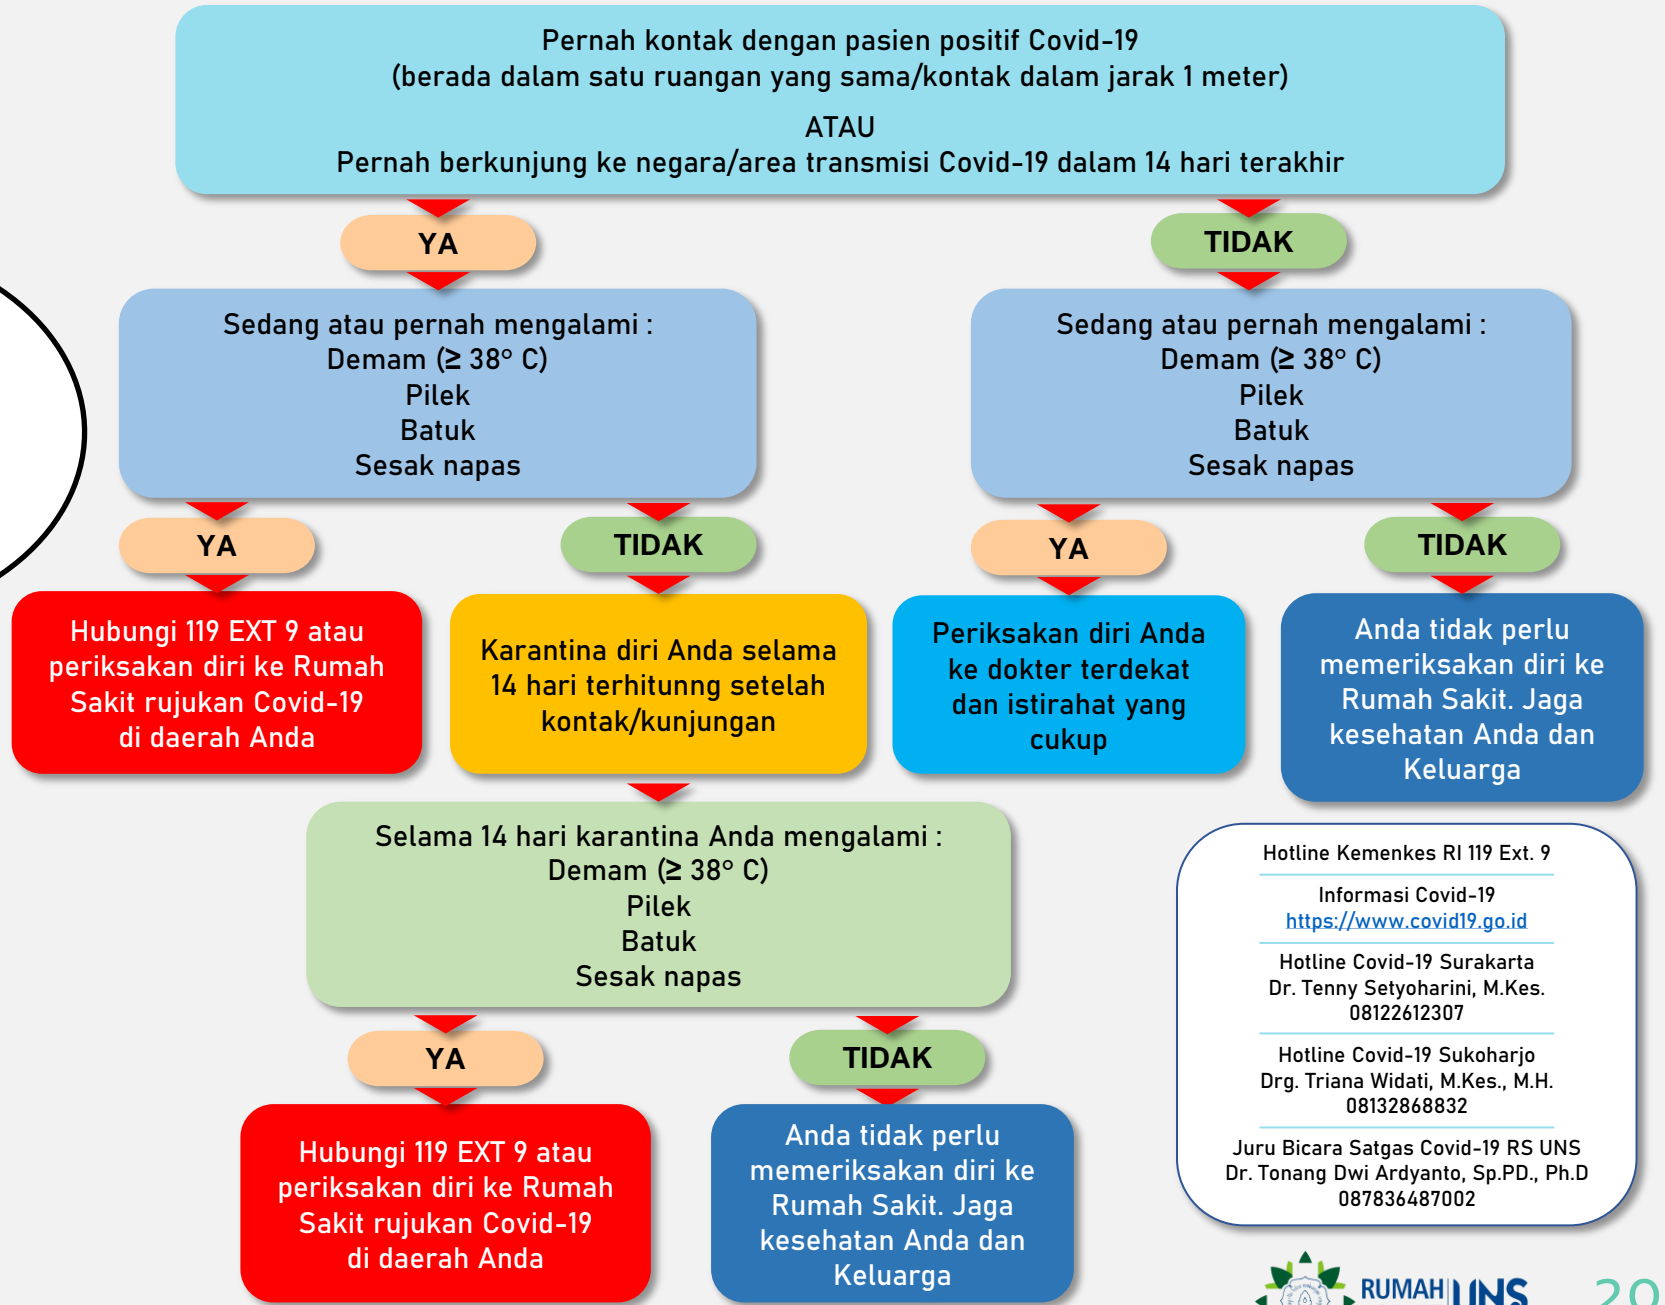 Pernah kontak dengan pasien positif Covid-19
(berada dalam satu ruangan yang sama/kontak dalam jarak 1 meter)
ATAU
Pernah berkunjung ke negara/area transmisi Covid-19 dalam 14 hari terakhir
YA
TIDAK
Sedang atau pernah mengalami :
Demam (≥ 38° C)
Pilek
Batuk
Sesak napas
Sedang atau pernah mengalami :
Demam (≥ 38° C)
Pilek
Batuk
Sesak napas
YA
TIDAK
YA
TIDAK
Hubungi 119 EXT 9 atau
periksakan diri ke Rumah
Sakit rujukan Covid-19
di daerah Anda
Karantina diri Anda selama
14 hari terhitunng setelah
kontak/kunjungan
Periksakan diri Anda
ke dokter terdekat
dan istirahat yang
cukup
Anda tidak perlu
memeriksakan diri ke
Rumah Sakit. Jaga
kesehatan Anda dan
Keluarga
Selama 14 hari karantina Anda mengalami :
Demam (≥ 38° C)
Pilek
Batuk
Sesak napas
YA
TIDAK
Hubungi 119 EXT 9 atau
periksakan diri ke Rumah
Sakit rujukan Covid-19
di daerah Anda
Anda tidak perlu
memeriksakan diri ke
Rumah Sakit. Jaga
kesehatan Anda dan
Keluarga
Hotline Kemenkes RI 119 Ext. 9
Informasi Covid-19
https://www.covid19.go.id
Hotline Covid-19 Surakarta
Dr. Tenny Setyoharini, M.Kes.
08122612307
Hotline Covid-19 Sukoharjo
Drg. Triana Widati, M.Kes., M.H.
08132868832
Juru Bicara Satgas Covid-19 RS UNS
Dr. Tonang Dwi Ardyanto, Sp.PD., Ph.D
087836487002
RUMAH UNS
20